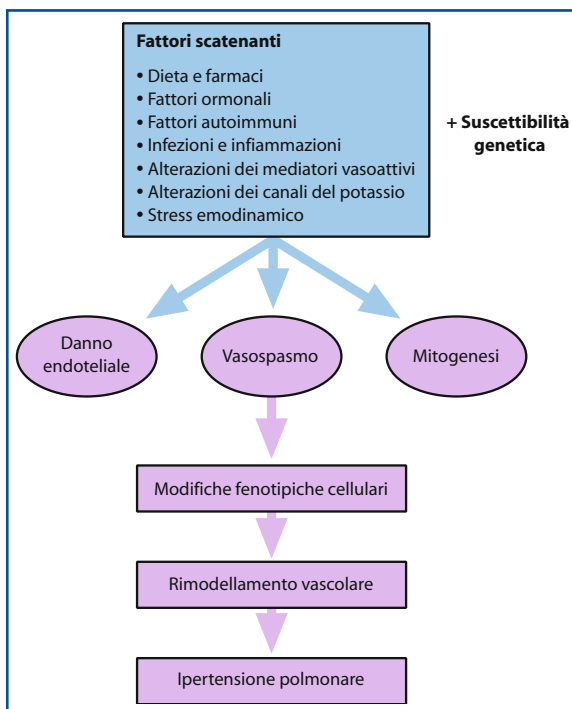 Fattori scatenanti
• Dieta e farmaci
• Fattori ormonali
• Fattori autoimmuni
• Infezioni e infiammazioni
• Alterazioni dei mediatori vasoattivi
• Alterazioni dei canali del potassio
• Stress emodinamico
+ Suscettibilità
genetica
Danno
endoteliale
Vasospasmo
Mitogenesi
Modifiche fenotipiche cellulari
Rimodellamento vascolare
Ipertensione polmonare